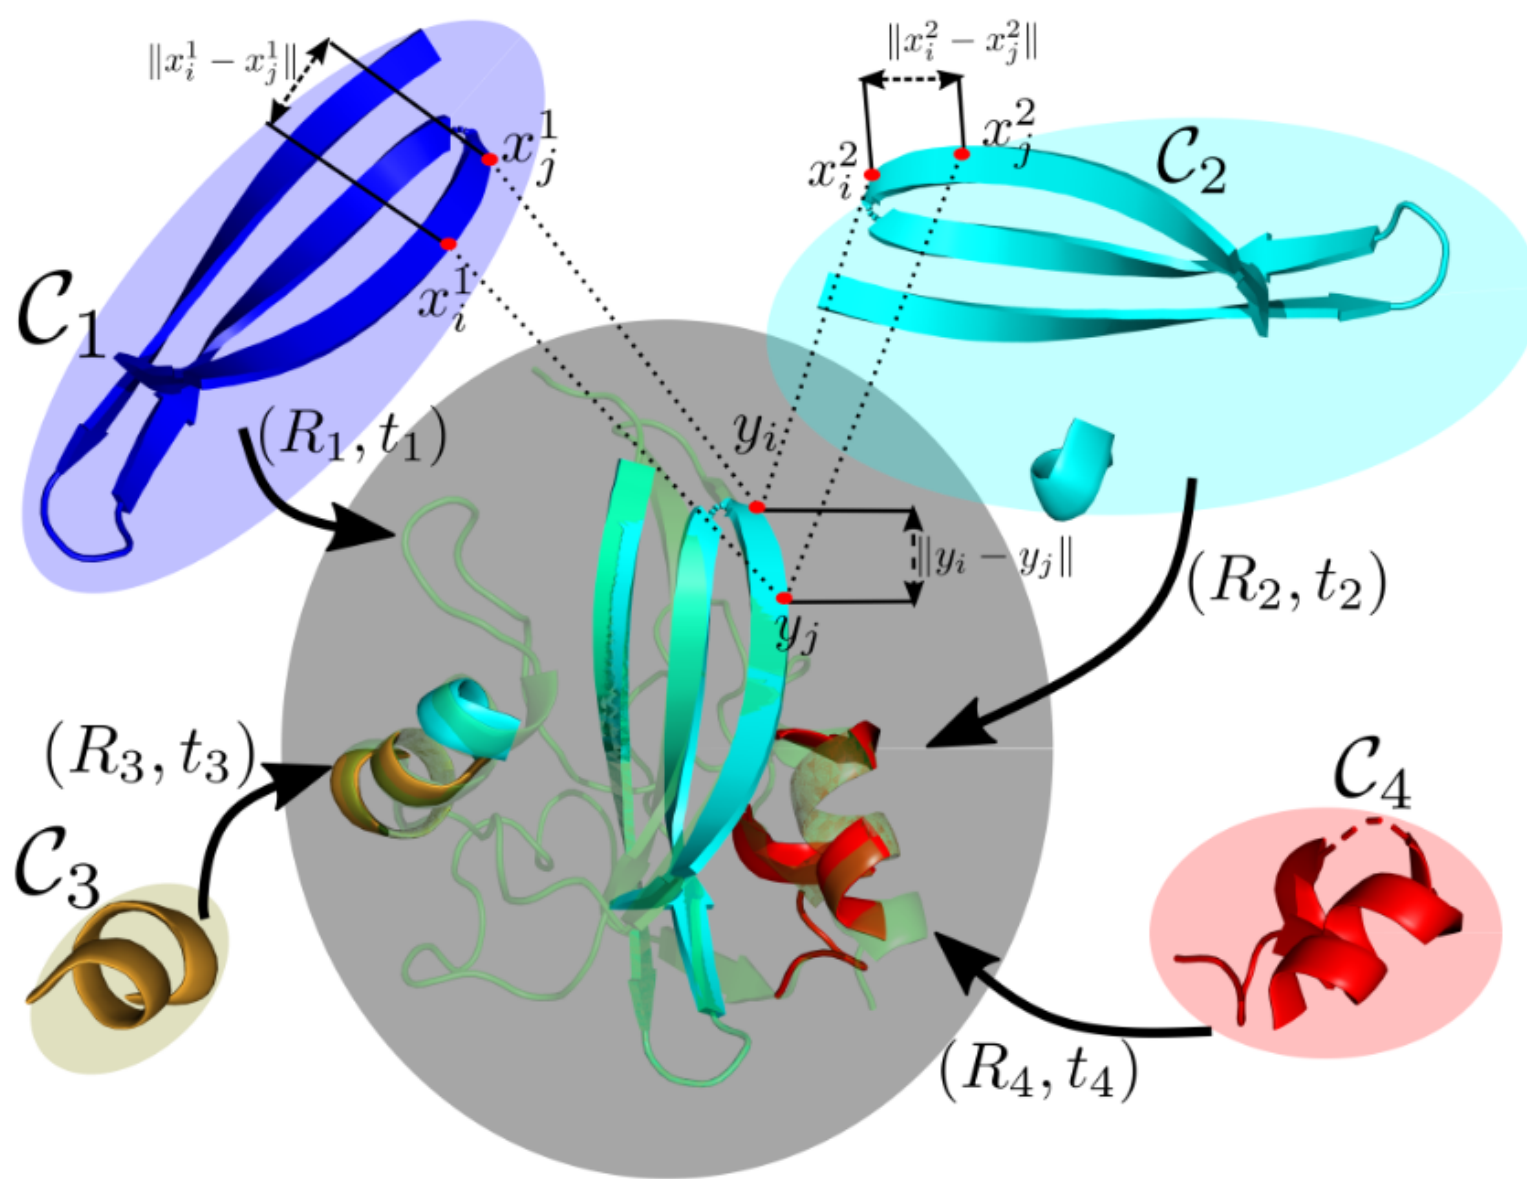 ‖x_i^1 − x_j^1‖
‖x_i^2 − x_j^2‖
x_j^1
x_j^2
C_2
x_i^2
x_i^1
C_1
(R_1, t_1)
y_i
‖y_i − y_j‖
(R_2, t_2)
y_j
(R_3, t_3)
C_4
C_3
(R_4, t_4)